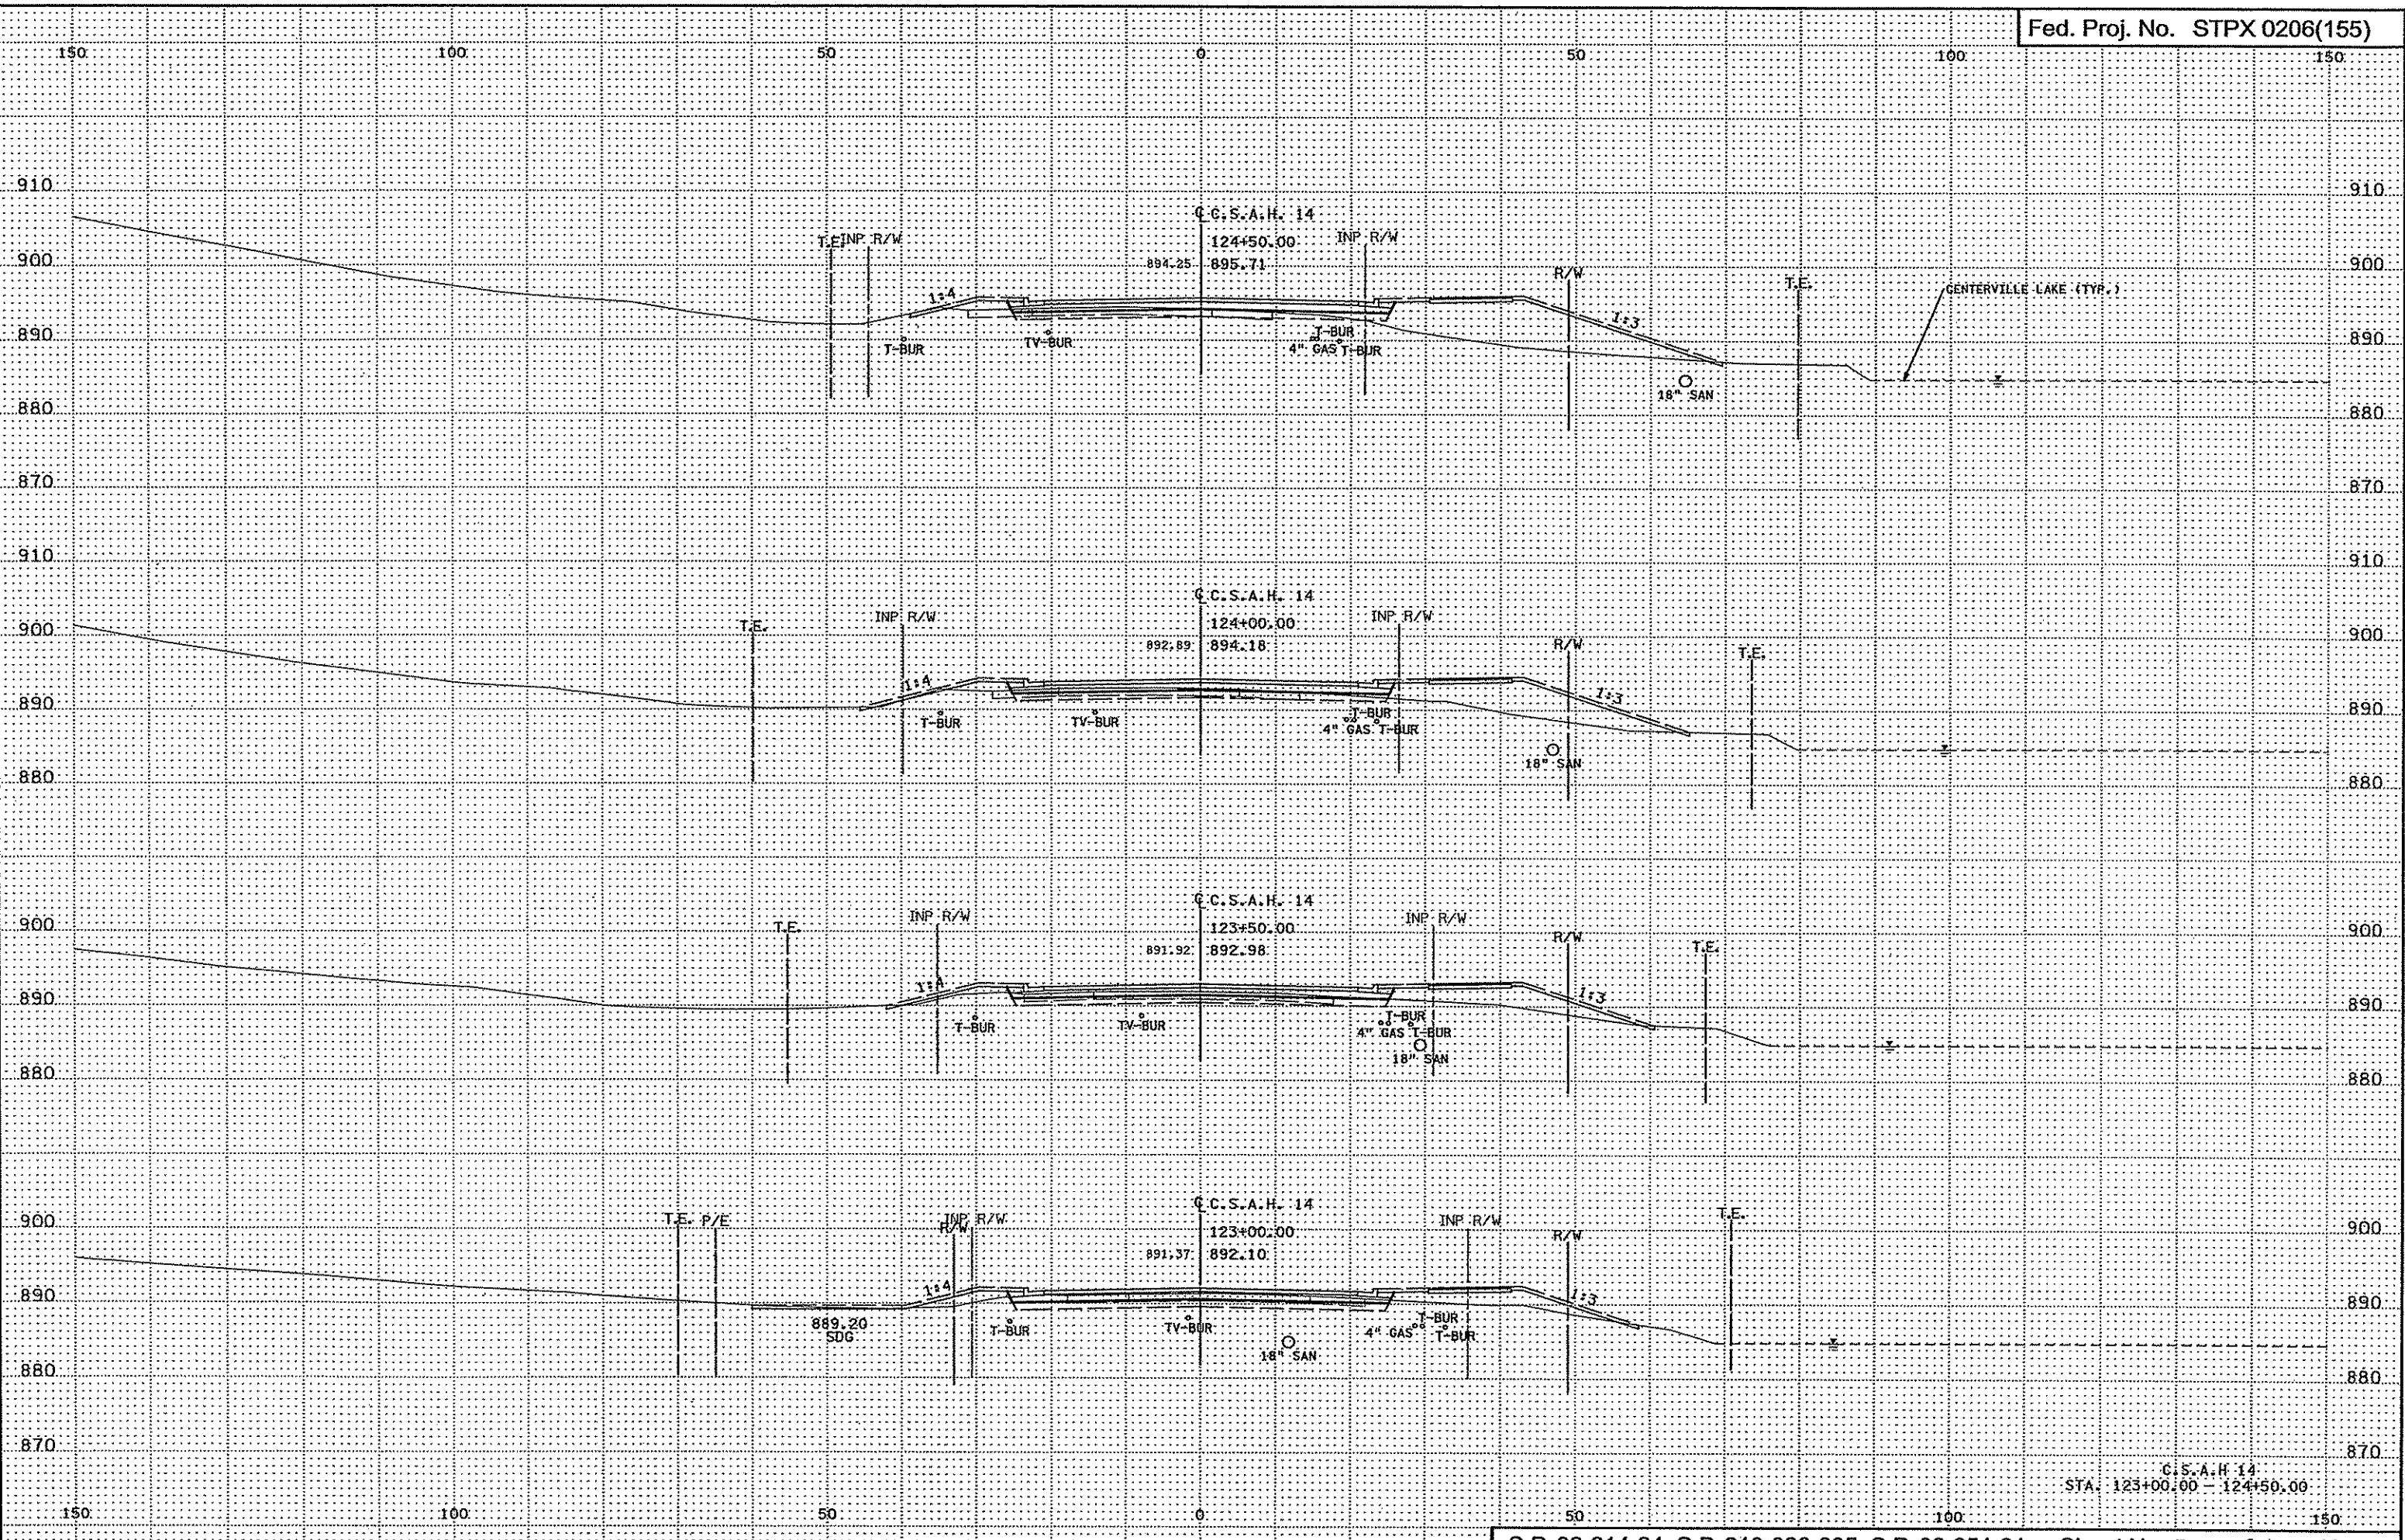 Fed. Proj. No. STPX 0206(155)
150 100 50 0 50 100 150
910 910
℄ C.S.A.H. 14
T.E. INP R/W 124+50.00 INP R/W
900 894.25 895.71 900
R/W
T.E.
CENTERVILLE LAKE (TYP.)
1:4
1:3
T-BUR
890 T-BUR TV-BUR 4" GAS T-BUR 890
18" SAN
880 880
870 870
910 910
℄ C.S.A.H. 14
INP R/W 124+00.00 INP R/W
900 T.E. 900
892.89 894.18 R/W
T.E.
1:4
1:3
890 T-BUR TV-BUR T-BUR 890
4" GAS T-BUR
18" SAN
880 880
℄ C.S.A.H. 14
INP R/W INP R/W
900 T.E. 123+50.00 900
R/W
891.92 892.98 T.E.
1:4
1:3
890 890
T-BUR TV-BUR T-BUR
4" GAS T-BUR
18" SAN
880 880
℄ C.S.A.H. 14
900 T.E. P/E INP R/W INP R/W T.E. 900
R/W 123+00.00 R/W
891.37 892.10
1:4
1:3
890 890
889.20 T-BUR TV-BUR T-BUR
SDG 4" GAS T-BUR
18" SAN
880 880
870 870
C.S.A.H 14
STA. 123+00.00 - 124+50.00
150 100 50 0 50 100 150